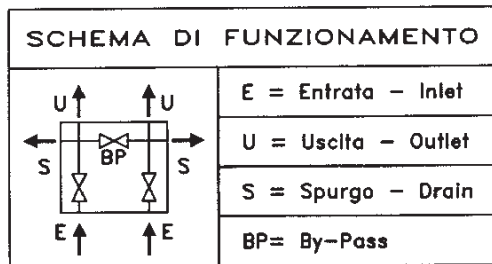 SCHEMA DI FUNZIONAMENTO
U U
S BP S
E E
E = Entrata - Inlet
U = Uscita - Outlet
S = Spurgo - Drain
BP= By-Pass